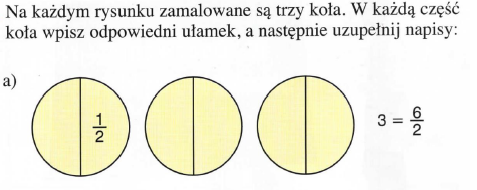 Na każdym rysunku zamalowane są trzy koła. W każdą część
koła wpisz odpowiedni ułamek, a następnie uzupełnij napisy:
a)
1/2
3 = 6/2